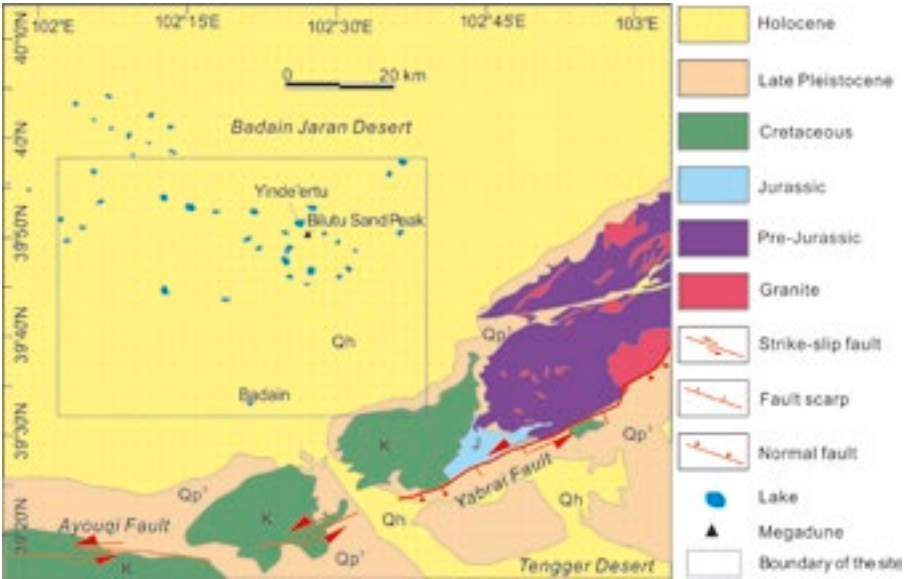 102°E
102°15'E
102°30'E
102°45'E
103°E
40°10'N
40°N
39°50'N
39°40'N
39°30'N
39°20'N
0 20 km
Badain Jaran Desert
Yinde'ertu
Bilutu Sand Peak
Qh
Badain
Qp³
K
J
Qp³
Yabrai Fault
Qp³
K
Qh
Qh
Ayouqi Fault
Qp³
K
Tengger Desert
Holocene
Late Pleistocene
Cretaceous
Jurassic
Pre-Jurassic
Granite
Strike-slip fault
Fault scarp
Normal fault
Lake
Megadune
Boundary of the site